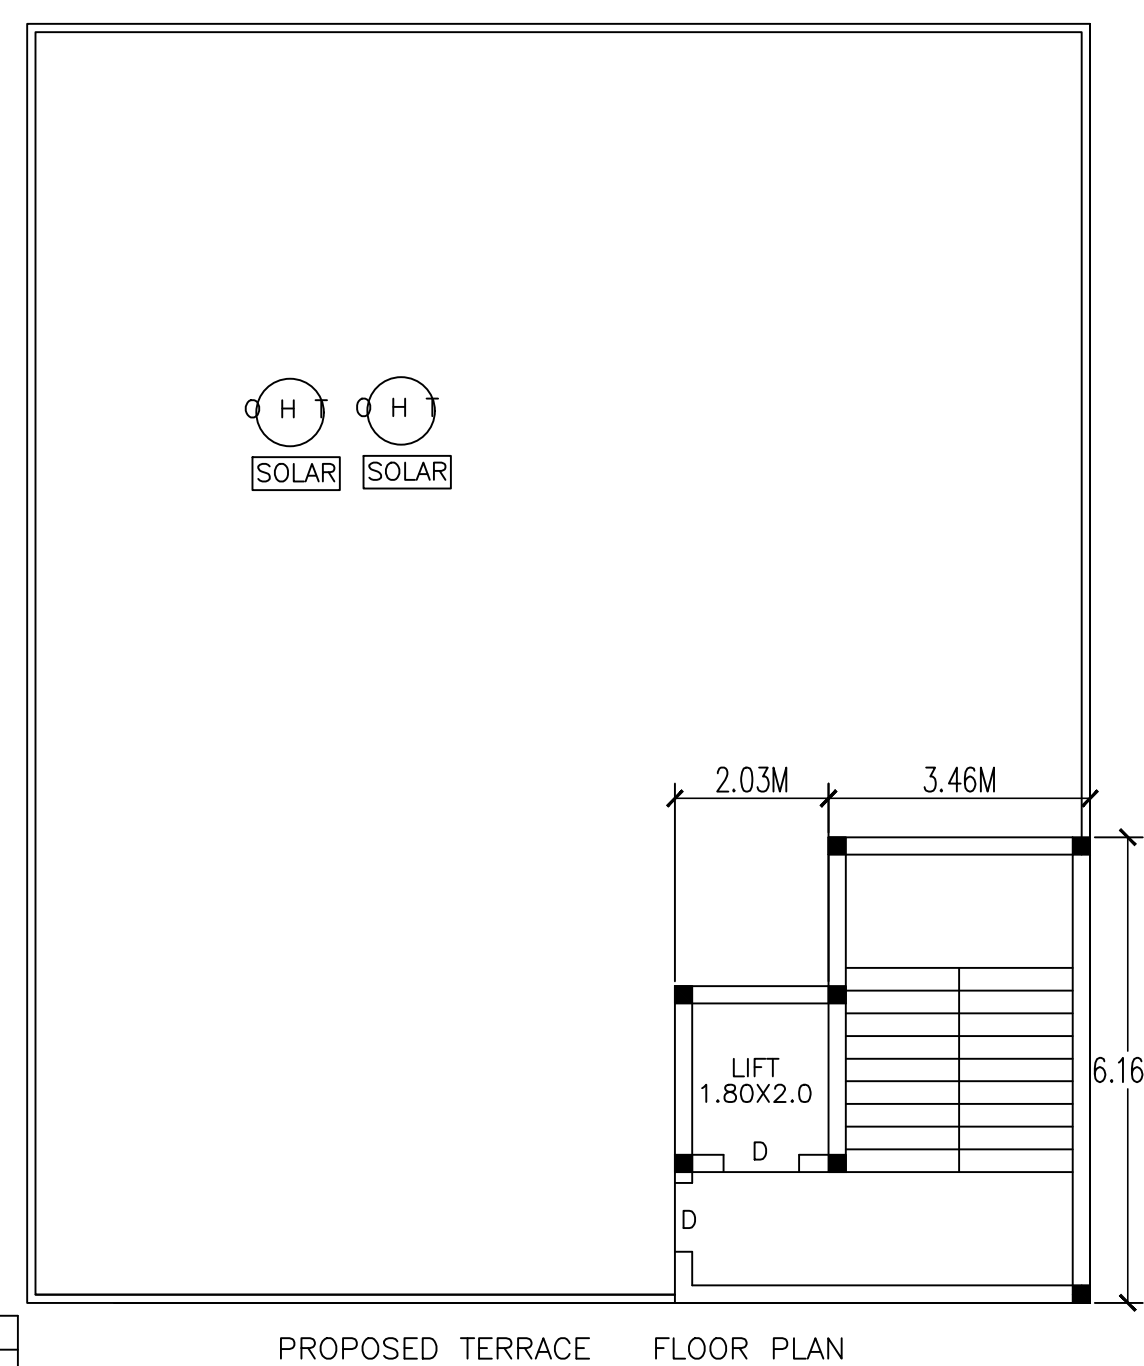 O H T O H T
SOLAR SOLAR
2.03M 3.46M
6.16
LIFT
1.80X2.0
D
D
PROPOSED TERRACE FLOOR PLAN